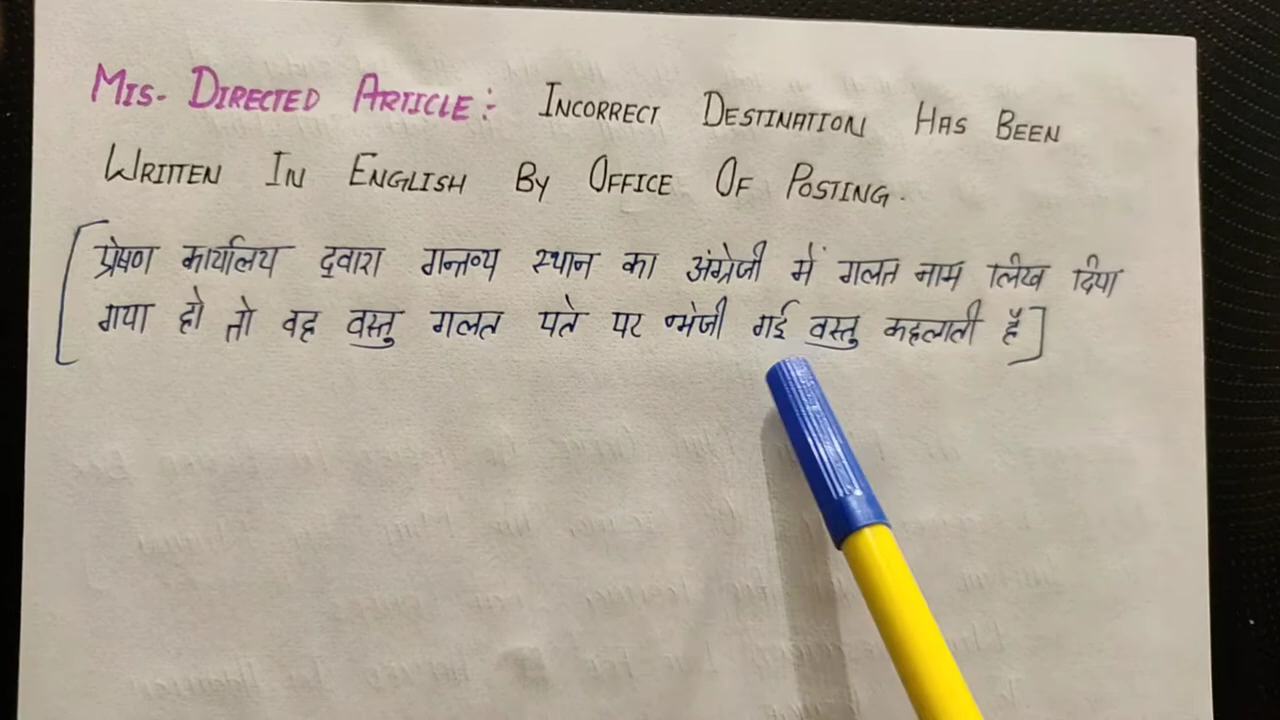 MIS-DIRECTED ARTICLE:- INCORRECT DESTINATION HAS BEEN
WRITTEN IN ENGLISH BY OFFICE OF POSTING.
[प्रेषण कार्यालय द्वारा गन्तव्य स्थान का अंग्रेजी में गलत नाम लिख दिया
गया हो तो वह वस्तु गलत पते पर भेजी गई वस्तु कहलाती है]